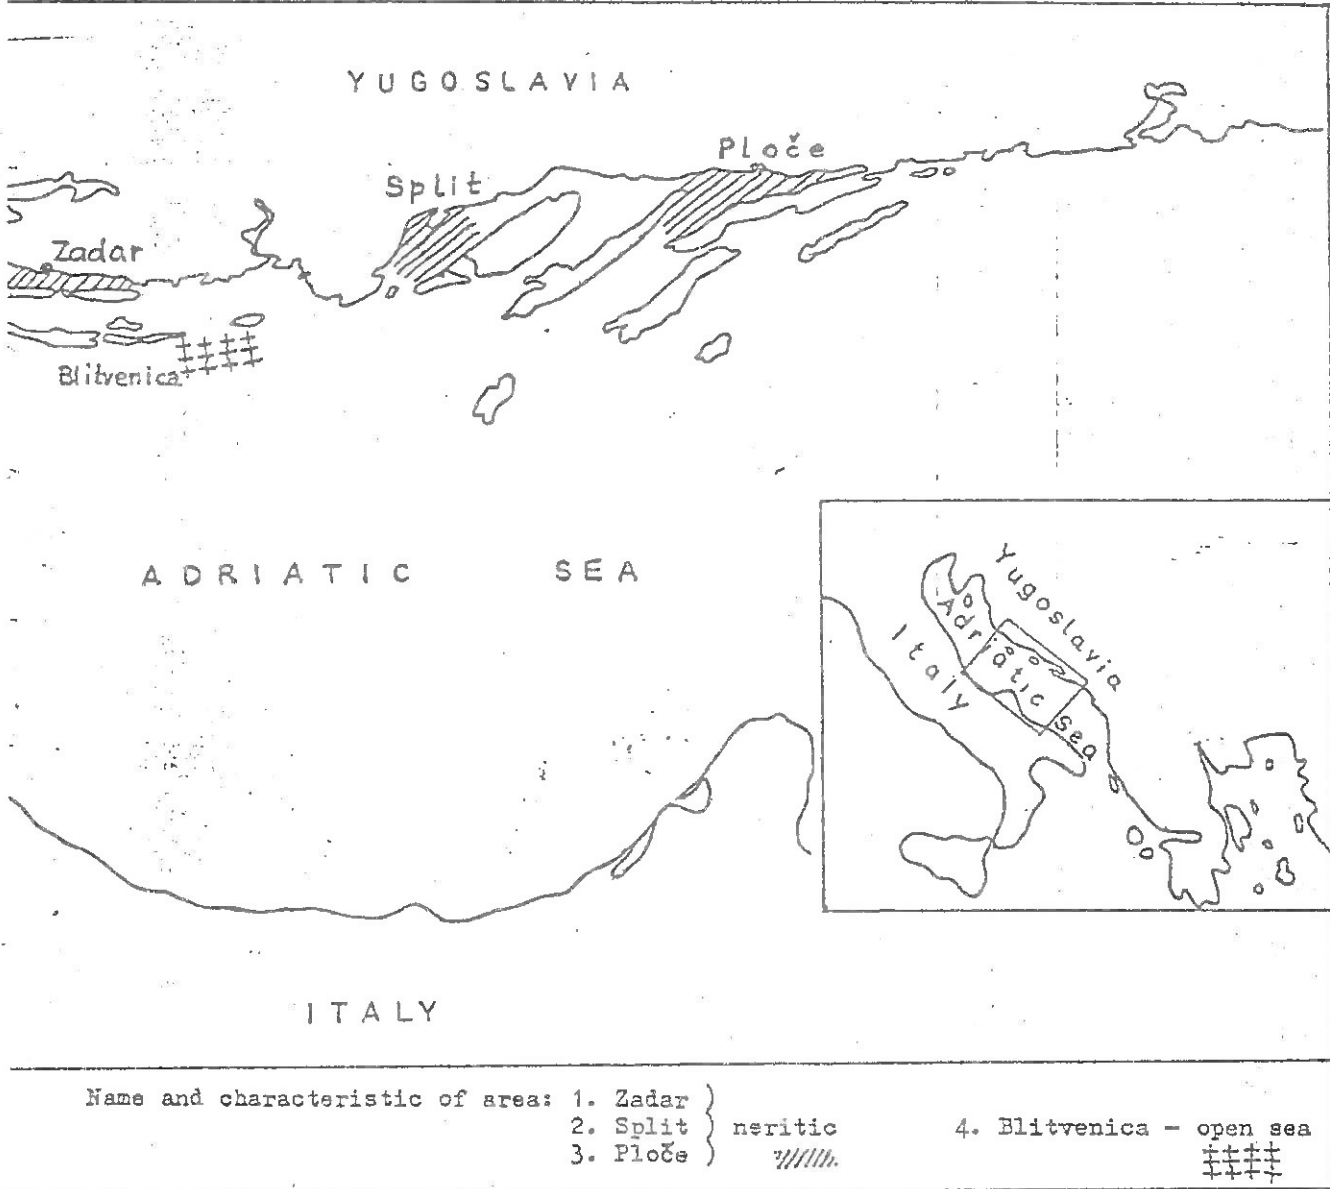 YUGOSLAVIA
Ploče
Split
Zadar
Blitvenica
ADRIATIC SEA
Yugoslavia
Adriatic Sea
Italy
ITALY
Name and characteristic of area: 1. Zadar
2. Split
3. Ploče
neritic
4. Blitvenica - open sea